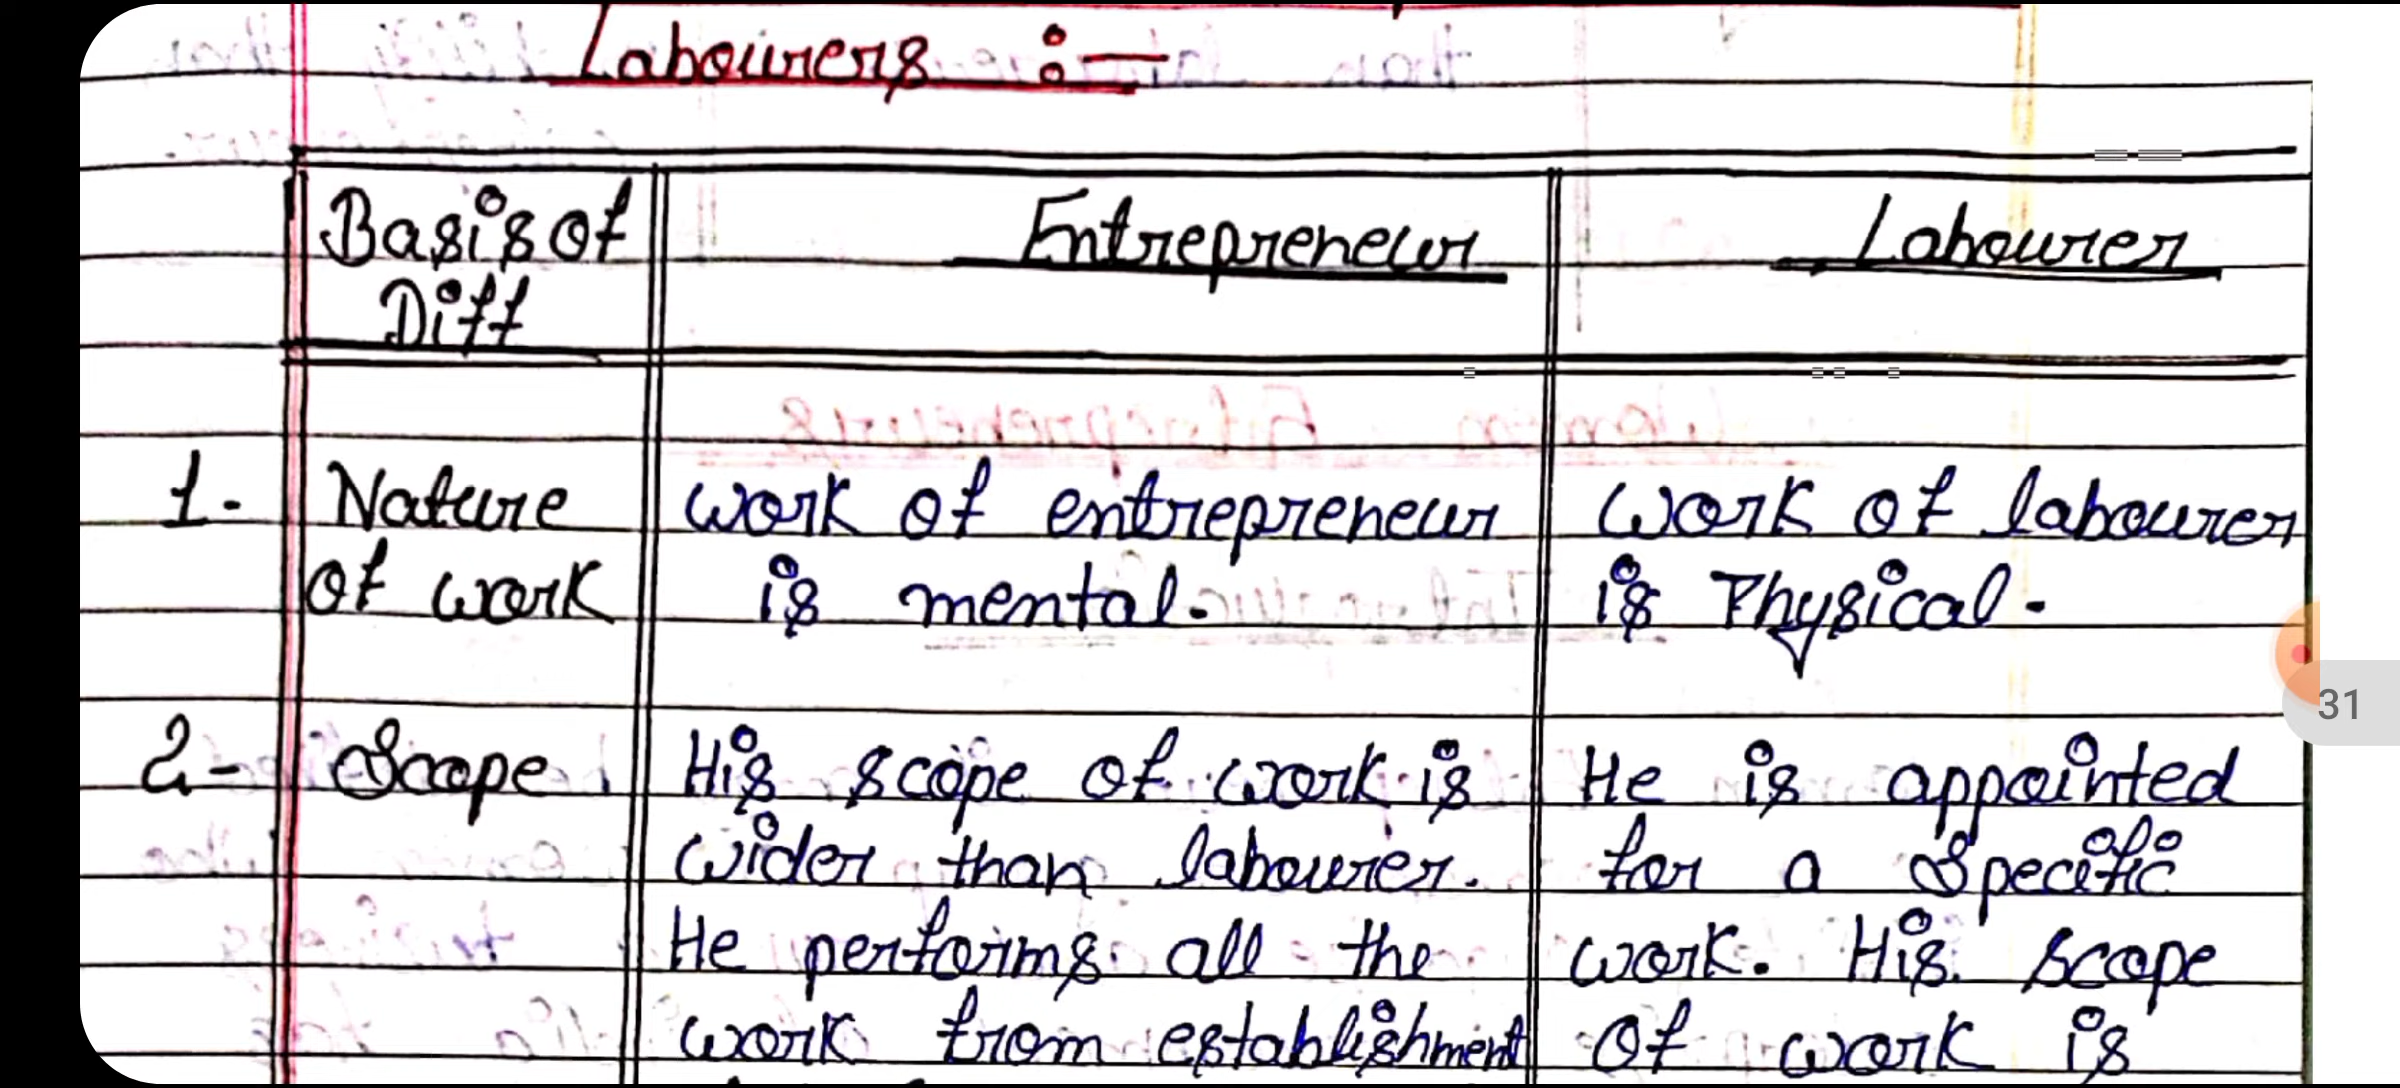 Labourers :-
Basis of Entrepreneur Labourer
Diff
1. Nature work of entrepreneur work of labourer
of work is mental. is Physical.
2- Scope His scope of work is He is appointed
wider than labourer. for a Specific
He performs all the work. His scope
work from establishment of work is
31